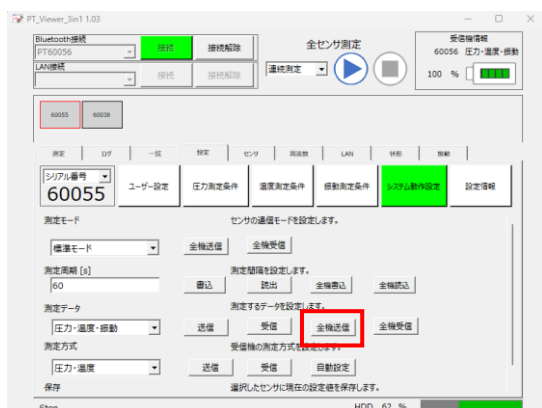 PT_Viewer_3in1 1.03
Bluetooth接続
PT60056
接続
接続解除
LAN接続
接続
接続解除
全センサ測定
連続測定
受信機情報
60056 圧力・温度・振動
100 %
60055
60038
測定
ログ
一覧
設定
センサ
周波数
LAN
状態
振動
シリアル番号
60055
ユーザー設定
圧力測定条件
温度測定条件
振動測定条件
システム動作設定
設定情報
測定モード
センサの通信モードを設定します。
標準モード
全機送信
全機受信
測定周期 [s]
測定間隔を設定します。
60
書込
読出
全機書込
全機読込
測定データ
測定するデータを設定します。
圧力・温度・振動
送信
受信
全機送信
全機受信
測定方式
受信機の測定方式を設定します。
圧力・温度
送信
受信
自動設定
保存
選択したセンサに現在の設定値を保存します。
Stop
HDD 62 %